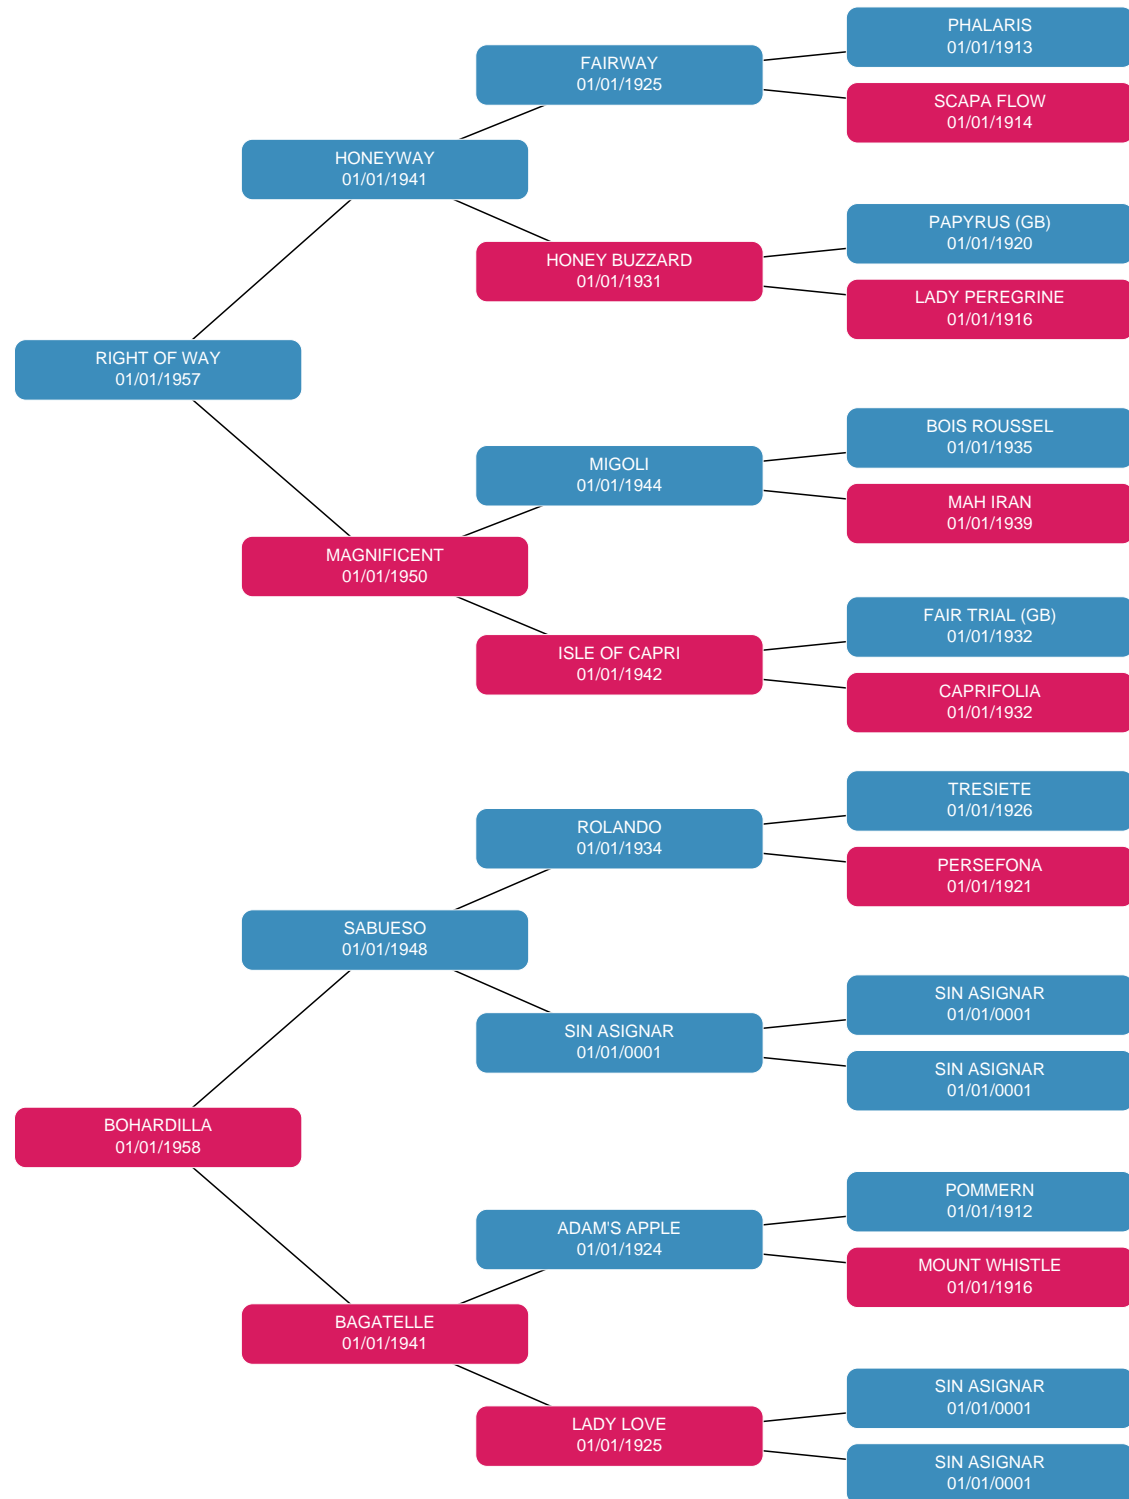 PHALARIS
01/01/1913
FAIRWAY
01/01/1925
SCAPA FLOW
01/01/1914
HONEYWAY
01/01/1941
PAPYRUS (GB)
01/01/1920
HONEY BUZZARD
01/01/1931
LADY PEREGRINE
01/01/1916
RIGHT OF WAY
01/01/1957
BOIS ROUSSEL
01/01/1935
MIGOLI
01/01/1944
MAH IRAN
01/01/1939
MAGNIFICENT
01/01/1950
FAIR TRIAL (GB)
01/01/1932
ISLE OF CAPRI
01/01/1942
CAPRIFOLIA
01/01/1932
TRESIETE
01/01/1926
ROLANDO
01/01/1934
PERSEFONA
01/01/1921
SABUESO
01/01/1948
SIN ASIGNAR
01/01/0001
SIN ASIGNAR
01/01/0001
SIN ASIGNAR
01/01/0001
BOHARDILLA
01/01/1958
POMMERN
01/01/1912
ADAM'S APPLE
01/01/1924
MOUNT WHISTLE
01/01/1916
BAGATELLE
01/01/1941
SIN ASIGNAR
01/01/0001
LADY LOVE
01/01/1925
SIN ASIGNAR
01/01/0001